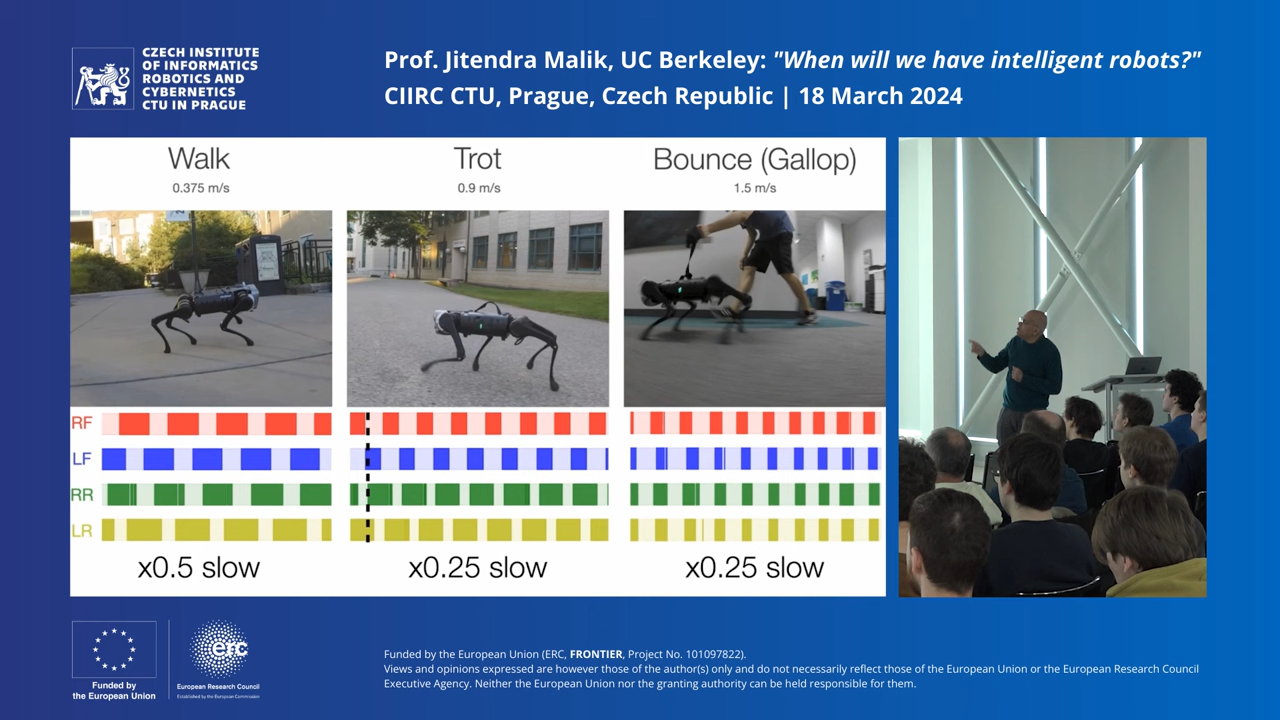 CZECH INSTITUTE
OF INFORMATICS
ROBOTICS AND
CYBERNETICS
CTU IN PRAGUE
Prof. Jitendra Malik, UC Berkeley: "When will we have intelligent robots?"
CIIRC CTU, Prague, Czech Republic | 18 March 2024
Walk
0.375 m/s
Trot
0.9 m/s
Bounce (Gallop)
1.5 m/s
RF
LF
RR
LR
x0.5 slow
x0.25 slow
x0.25 slow
Funded by
the European Union
erc
European Research Council
Established by the European Commission
Funded by the European Union (ERC, FRONTIER, Project No. 101097822).
Views and opinions expressed are however those of the author(s) only and do not necessarily reflect those of the European Union or the European Research Council
Executive Agency. Neither the European Union nor the granting authority can be held responsible for them.